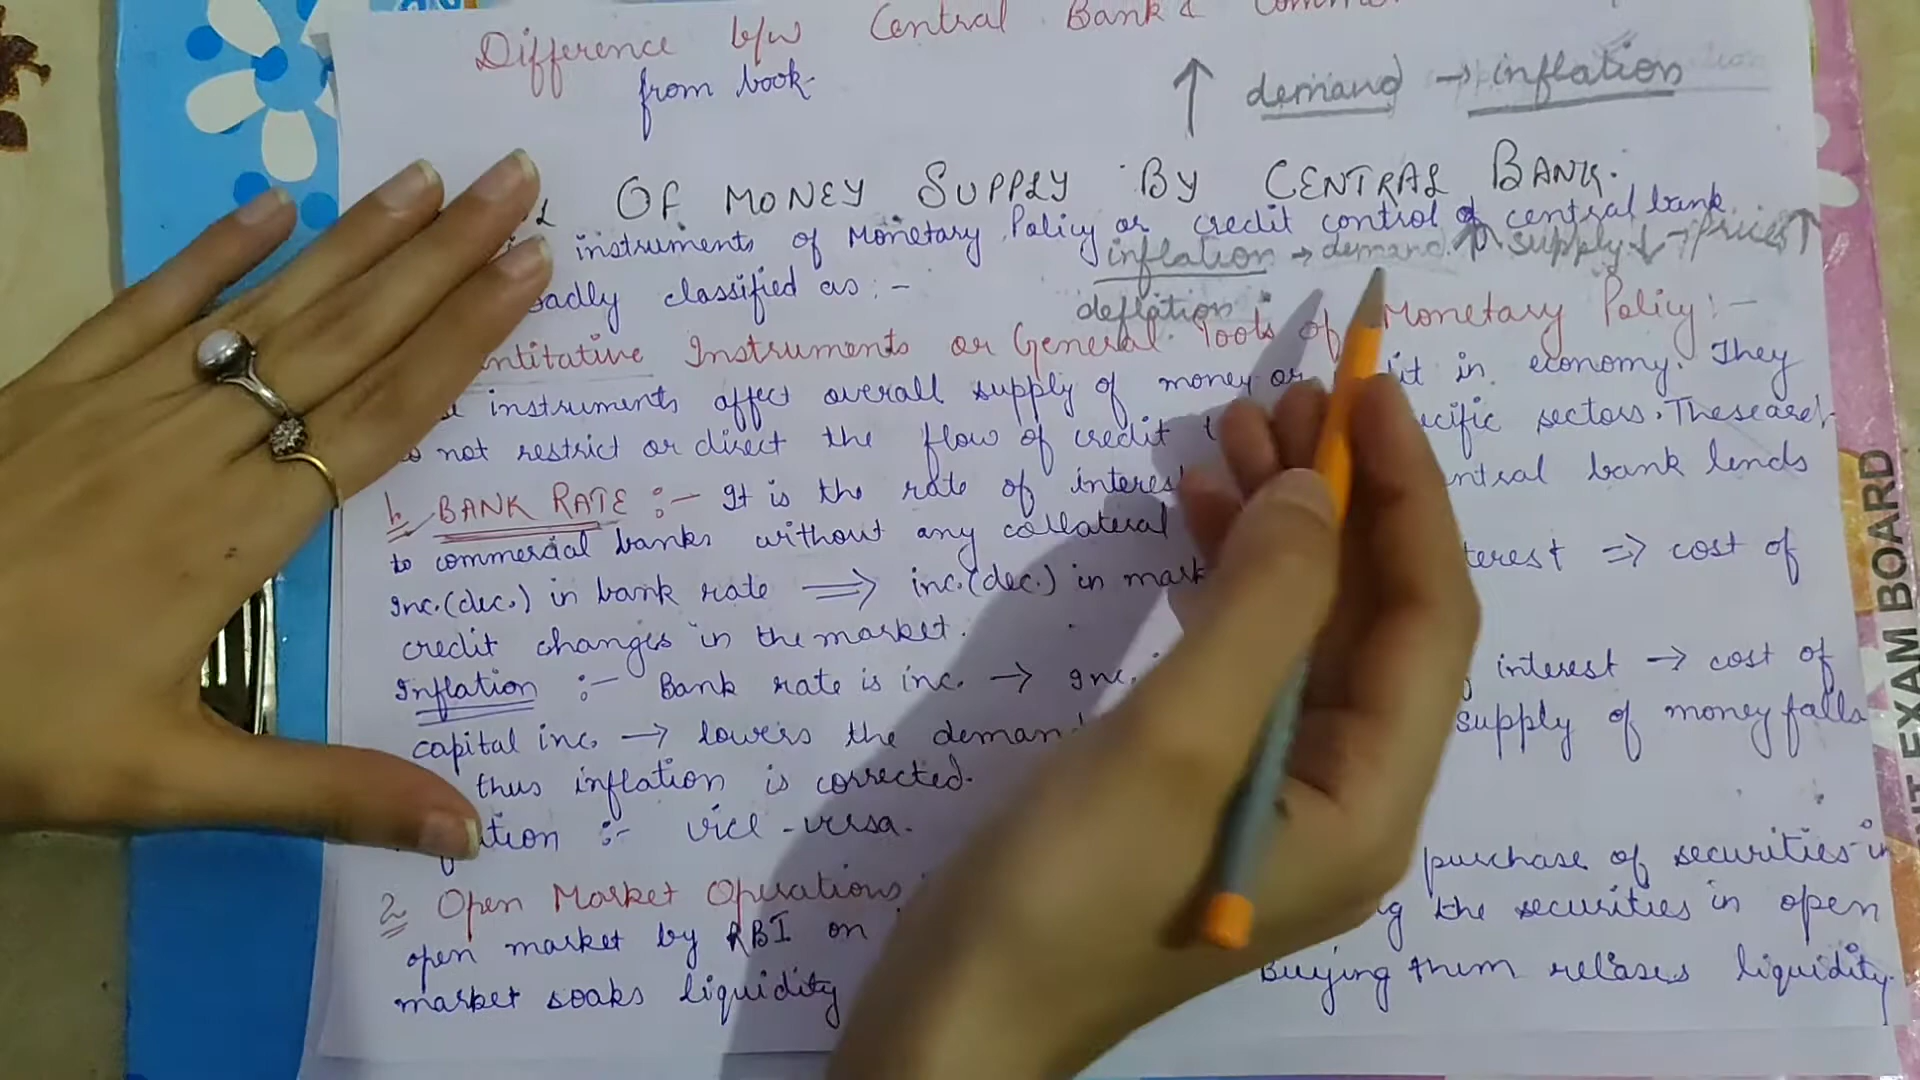 Difference b/w Central Bank &
from book-
↑ demand → inflation
OF MONEY SUPPLY BY CENTRAL BANK.
instruments of Monetary Policy or credit control of central bank
inflation → demand ↑ supply ↓ → prices ↑
oadly classified as :-
deflation :
ntitative Instruments or General Tools of Monetary Policy :-
instruments affect overall supply of money or it in economy. They
not restrict or direct the flow of credit ecific sectors. These are :-
1. BANK RATE :- It is the rate of interest ntral bank lends
to commercial banks without any collateral
Inc.(dec.) in bank rate ⟹ inc.(dec.) in mark terest ⟹ cost of
credit changes in the market.
Inflation :- Bank rate is inc. → Inc. interest → cost of
capital inc. → lowers the deman supply of money falls
thus inflation is corrected.
ation :- vice-versa.
2. Open Market Operations purchase of securities in
open market by RBI on g the securities in open
market soaks liquidity Buying them relases liquidity.
NT EXAM BOARD